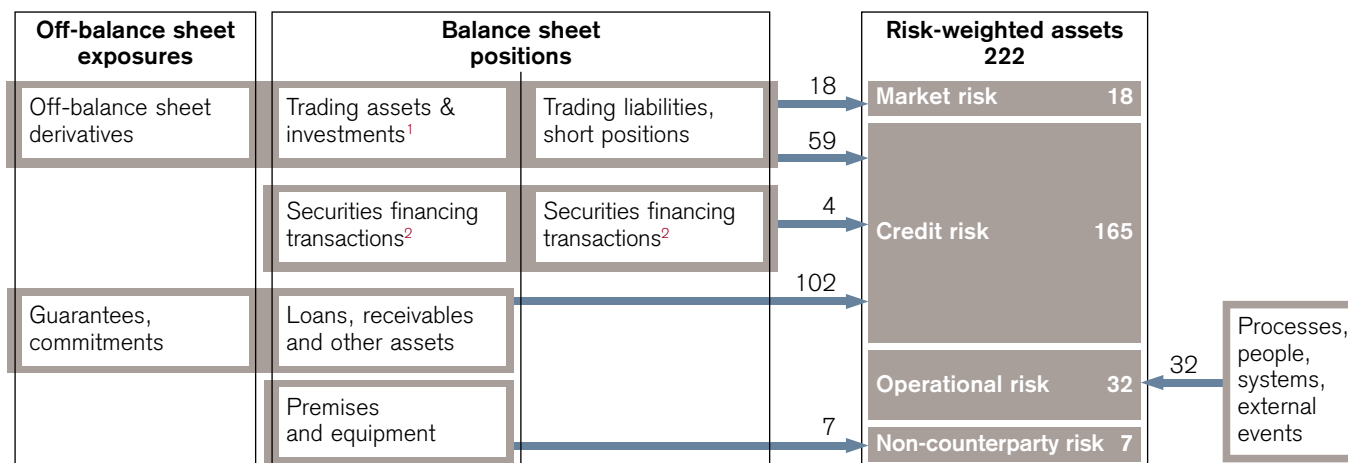 Off-balance sheet
exposures
Balance sheet
positions
Risk-weighted assets
222
Off-balance sheet
derivatives
Trading assets &
investments1
Trading liabilities,
short positions
18
Market risk 18
59
Securities financing
transactions2
Securities financing
transactions2
4
Credit risk 165
Guarantees,
commitments
Loans, receivables
and other assets
102
Operational risk 32
32
Processes,
people,
systems,
external
events
Premises
and equipment
7
Non-counterparty risk 7